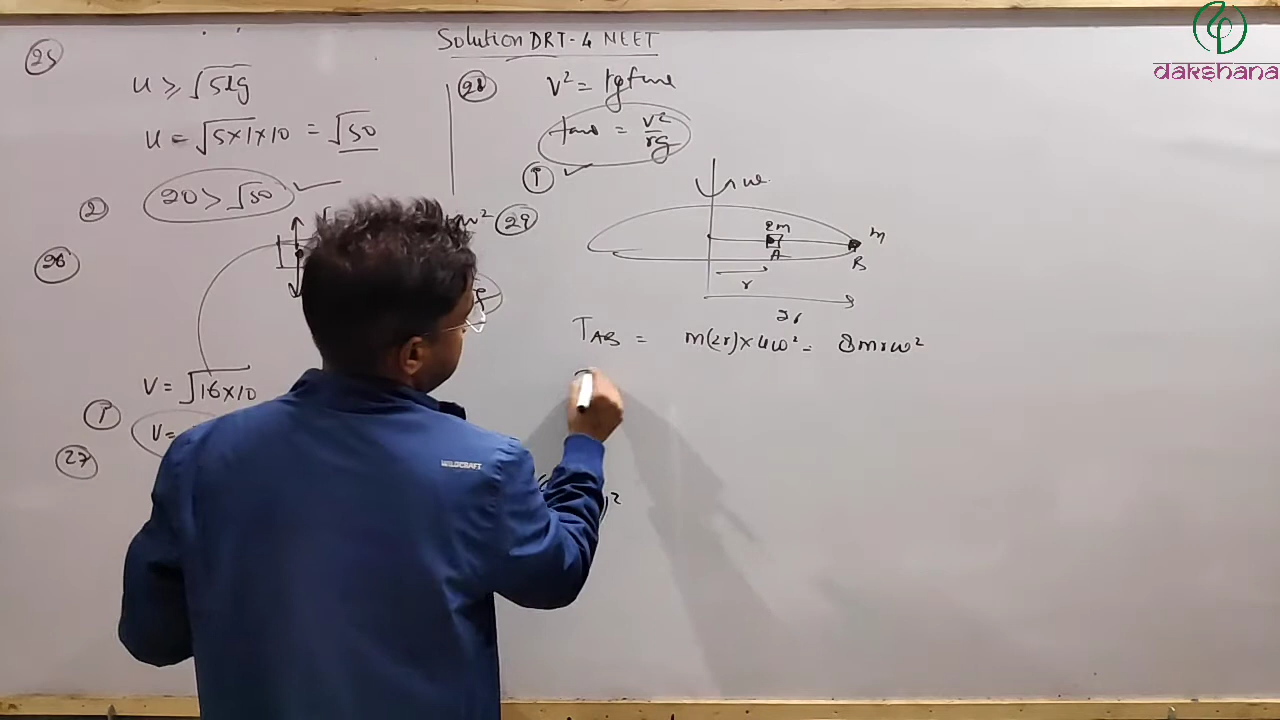 Solution DRT-4 NEET
dakshana
25
u ≥ √5lg
u = √5×1×10 = √50
20 > √50
2
26
v = √16×10
1
v =
27
28
v² = rg tanθ
tanθ = v²/rg
1
29
ω
2m
m
A
B
r
2r
T_AB = m(2r)×4ω² = 8mrω²
WILDCRAFT